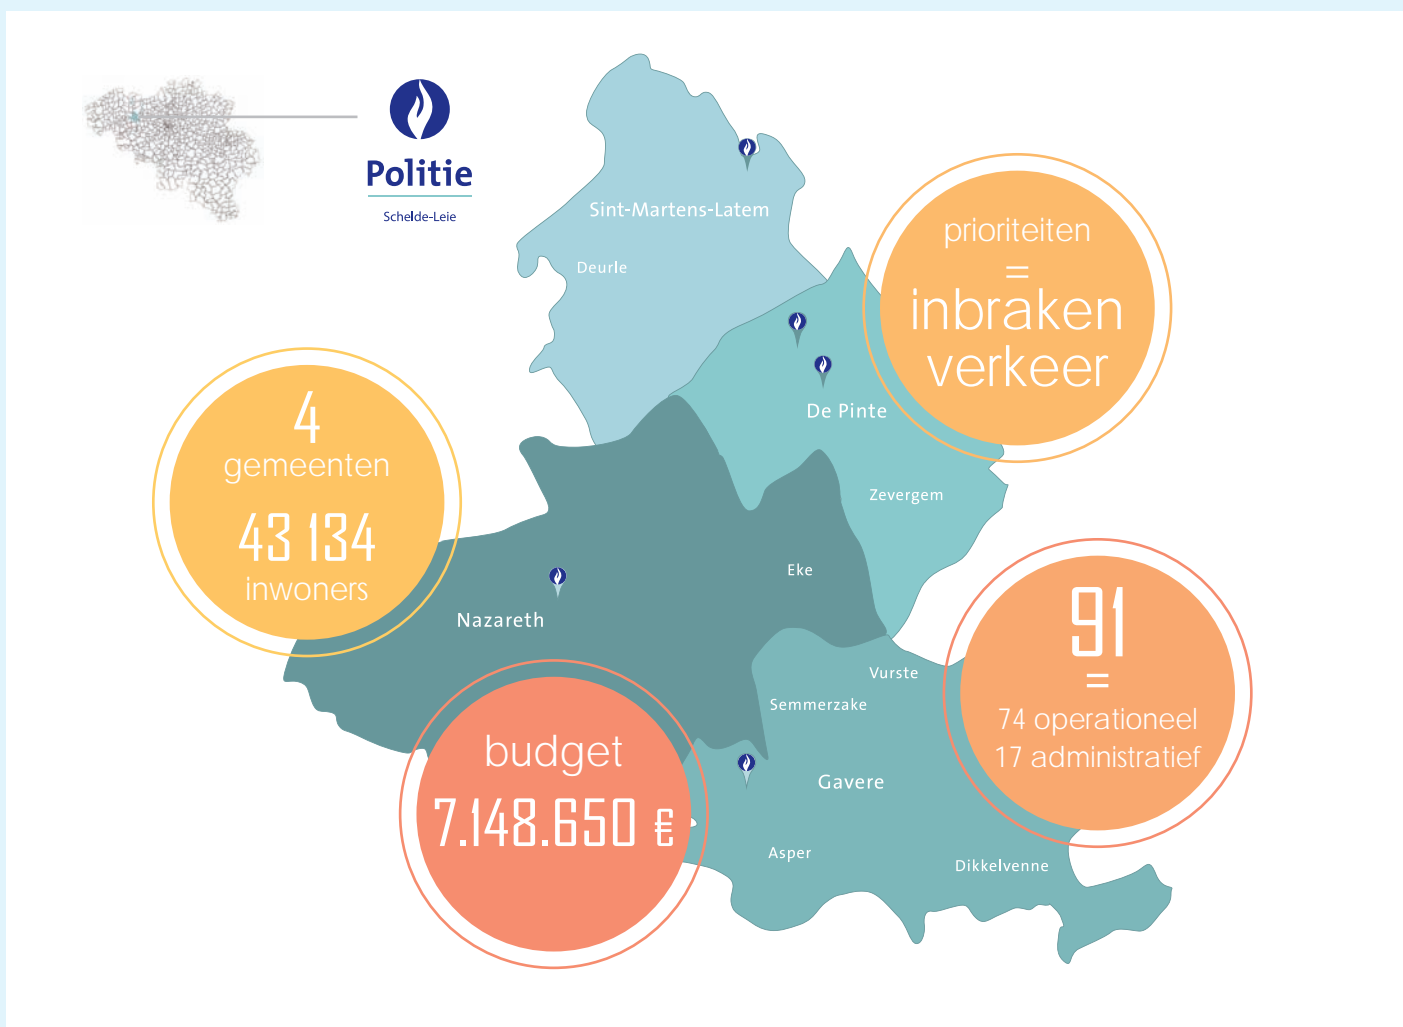 Politie
Schelde-Leie
Sint-Martens-Latem
Deurle
prioriteiten
=
inbraken
verkeer
De Pinte
Zevergem
4
gemeenten
43 134
inwoners
Eke
Nazareth
91
=
74 operationeel
17 administratief
Vurste
Semmerzake
budget
7.148.650 €
Gavere
Asper
Dikkelvenne